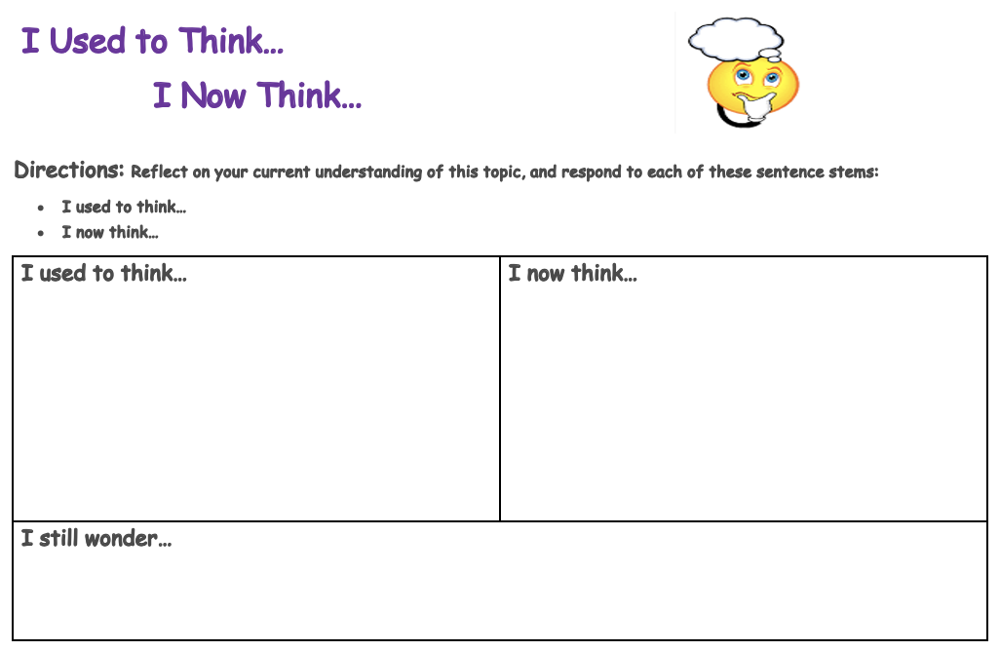 I Used to Think...
I Now Think...
Directions: Reflect on your current understanding of this topic, and respond to each of these sentence stems:
• I used to think...
• I now think...
I used to think...
I now think...
I still wonder...